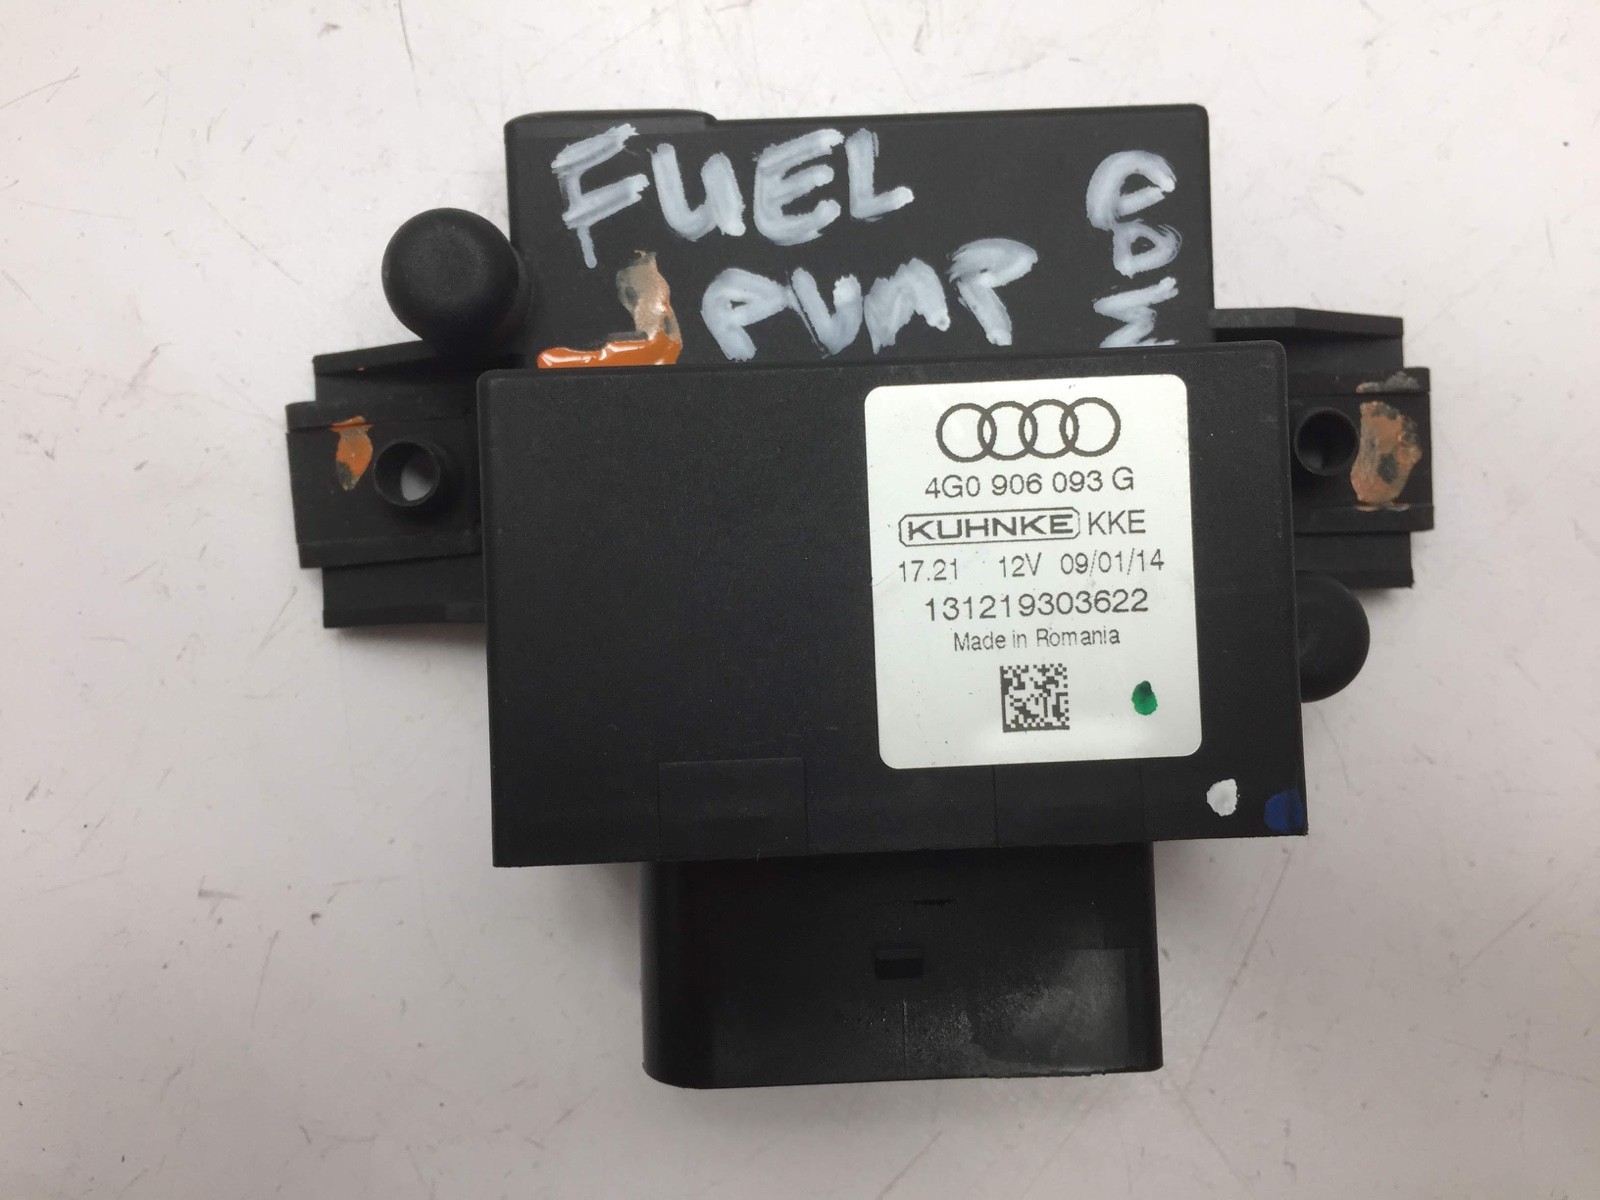 FUEL
PUMP
4G0 906 093 G
KUHNKE KKE
17.21 12V 09/01/14
131219303622
Made in Romania